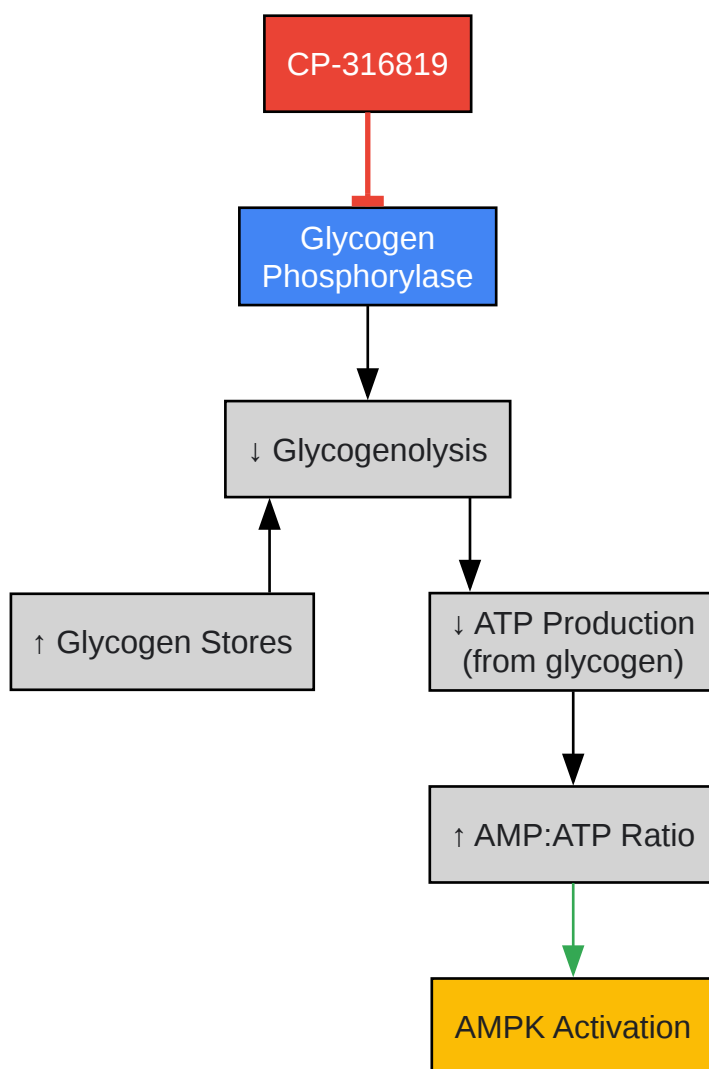 CP-316819
Glycogen
Phosphorylase
↓ Glycogenolysis
↑ Glycogen Stores
↓ ATP Production
(from glycogen)
↑ AMP:ATP Ratio
AMPK Activation